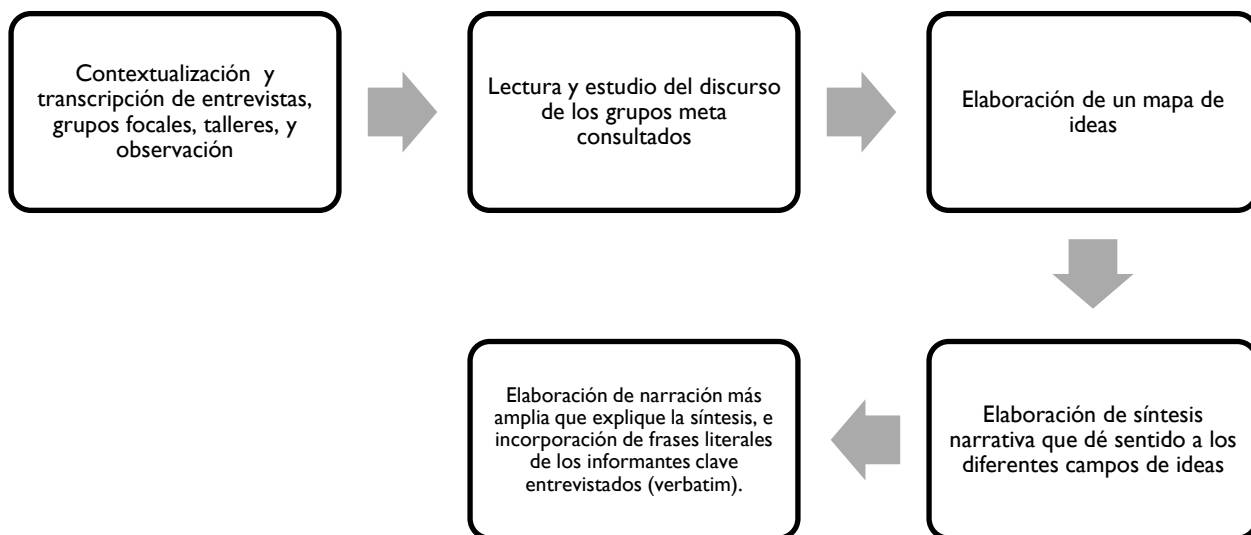 Contextualización y
transcripción de entrevistas,
grupos focales, talleres, y
observación
Lectura y estudio del discurso
de los grupos meta
consultados
Elaboración de un mapa de
ideas
Elaboración de síntesis
narrativa que dé sentido a los
diferentes campos de ideas
Elaboración de narración más
amplia que explique la síntesis, e
incorporación de frases literales
de los informantes clave
entrevistados (verbatim).